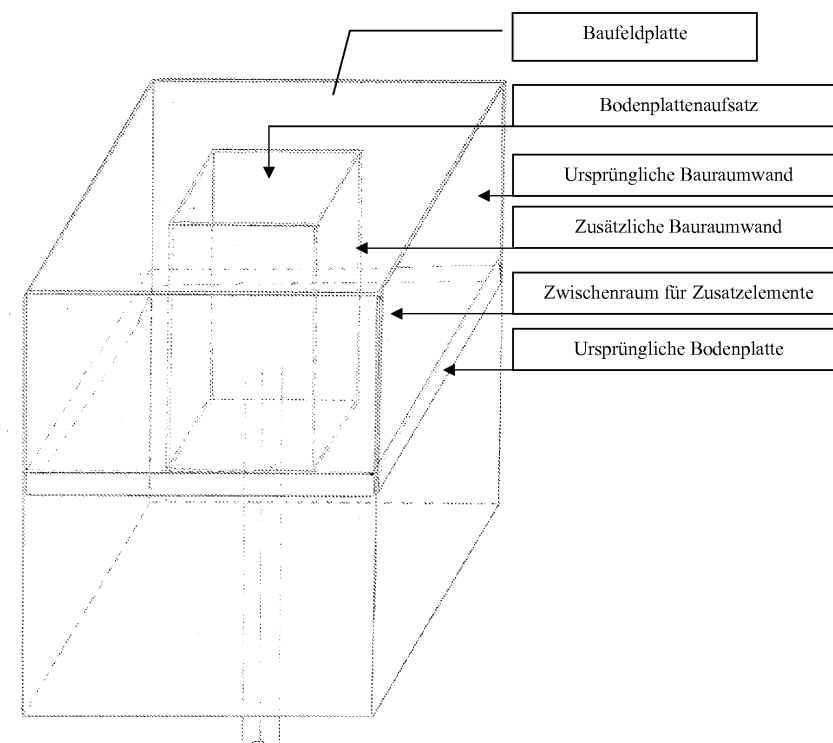 Baufeldplatte
Bodenplattenaufsatz
Ursprüngliche Bauraumwand
Zusätzliche Bauraumwand
Zwischenraum für Zusatzelemente
Ursprüngliche Bodenplatte